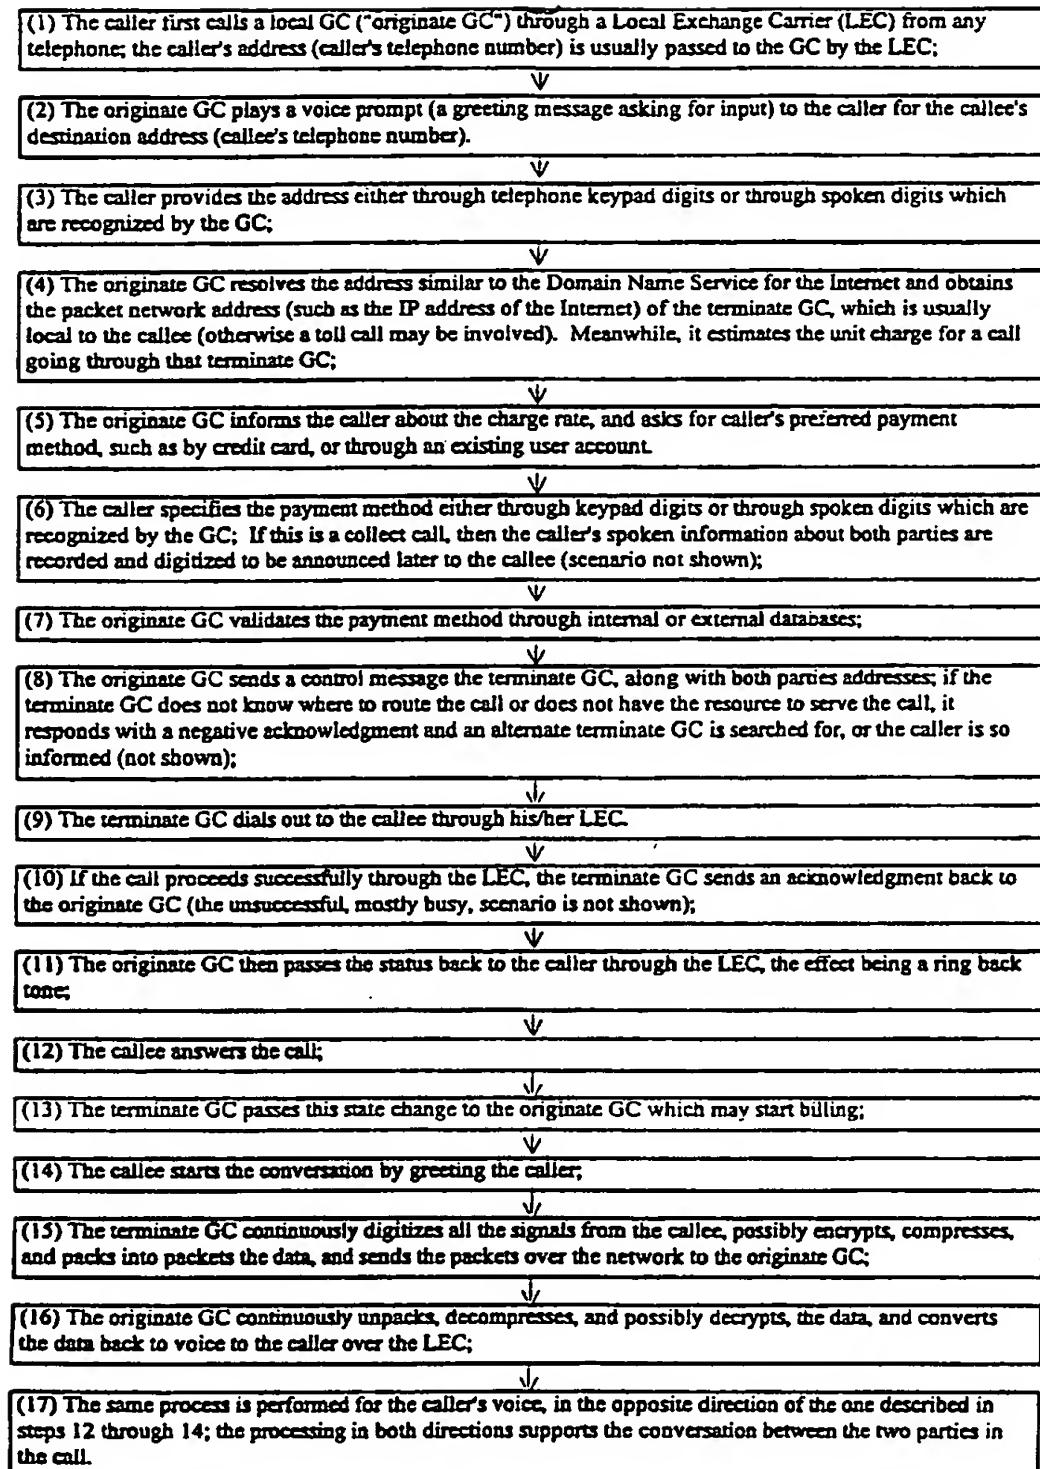 (1) The caller first calls a local GC ("originate GC") through a Local Exchange Carrier (LEC) from any
telephone; the caller's address (caller's telephone number) is usually passed to the GC by the LEC;
(2) The originate GC plays a voice prompt (a greeting message asking for input) to the caller for the callee's
destination address (callee's telephone number).
(3) The caller provides the address either through telephone keypad digits or through spoken digits which
are recognized by the GC;
(4) The originate GC resolves the address similar to the Domain Name Service for the Internet and obtains
the packet network address (such as the IP address of the Internet) of the terminate GC, which is usually
local to the callee (otherwise a toll call may be involved). Meanwhile, it estimates the unit charge for a call
going through that terminate GC;
(5) The originate GC informs the caller about the charge rate, and asks for caller's preferred payment
method, such as by credit card, or through an existing user account.
(6) The caller specifies the payment method either through keypad digits or through spoken digits which are
recognized by the GC; If this is a collect call, then the caller's spoken information about both parties are
recorded and digitized to be announced later to the callee (scenario not shown);
(7) The originate GC validates the payment method through internal or external databases;
(8) The originate GC sends a control message the terminate GC, along with both parties addresses; if the
terminate GC does not know where to route the call or does not have the resource to serve the call, it
responds with a negative acknowledgment and an alternate terminate GC is searched for, or the caller is so
informed (not shown);
(9) The terminate GC dials out to the callee through his/her LEC.
(10) If the call proceeds successfully through the LEC, the terminate GC sends an acknowledgment back to
the originate GC (the unsuccessful, mostly busy, scenario is not shown);
(11) The originate GC then passes the status back to the caller through the LEC, the effect being a ring back
tone;
(12) The callee answers the call;
(13) The terminate GC passes this state change to the originate GC which may start billing;
(14) The callee starts the conversation by greeting the caller;
(15) The terminate GC continuously digitizes all the signals from the callee, possibly encrypts, compresses,
and packs into packets the data, and sends the packets over the network to the originate GC;
(16) The originate GC continuously unpacks, decompresses, and possibly decrypts, the data, and converts
the data back to voice to the caller over the LEC;
(17) The same process is performed for the caller's voice, in the opposite direction of the one described in
steps 12 through 14; the processing in both directions supports the conversation between the two parties in
the call.